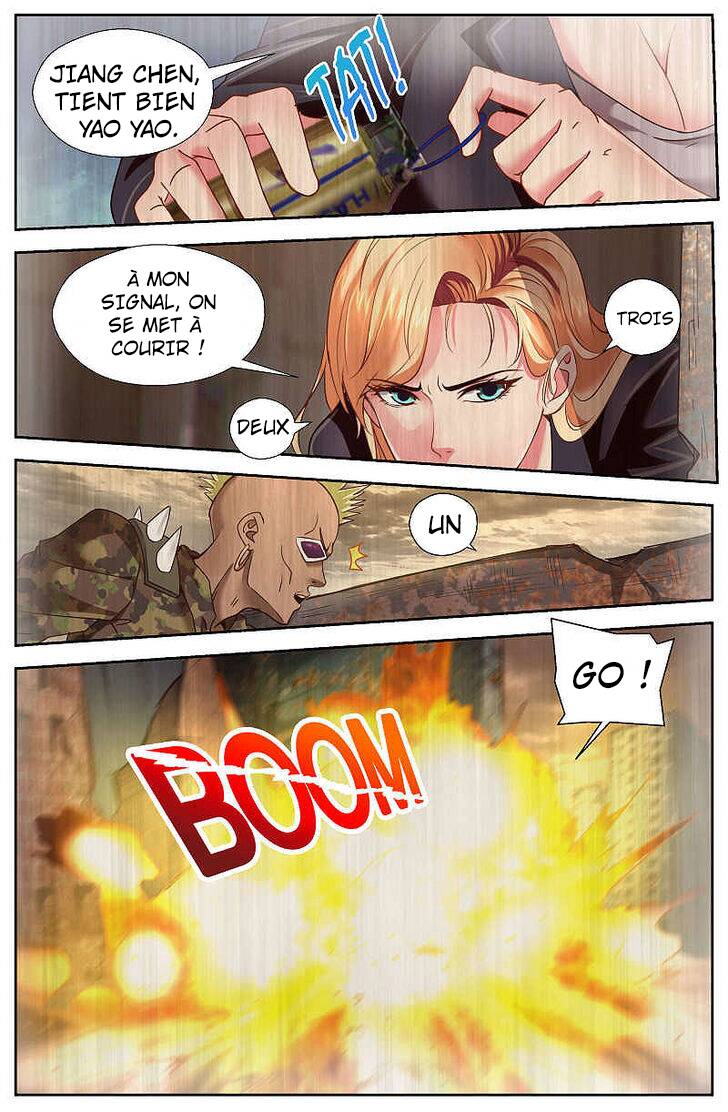 JIANG CHEN,
TIENT BIEN
YAO YAO.
TAT!
À MON
SIGNAL, ON
SE MET À
COURIR !
TROIS
DEUX
UN
GO !
BOOM